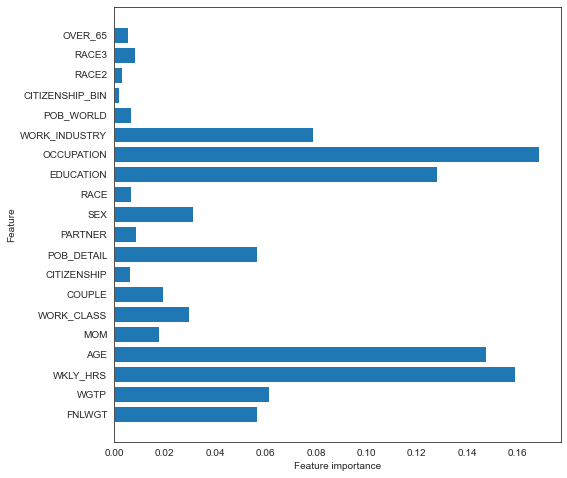 OVER_65
RACE3
RACE2
CITIZENSHIP_BIN
POB_WORLD
WORK_INDUSTRY
OCCUPATION
EDUCATION
RACE
SEX
PARTNER
POB_DETAIL
CITIZENSHIP
COUPLE
WORK_CLASS
MOM
AGE
WKLY_HRS
WGTP
FNLWGT
Feature
0.00 0.02 0.04 0.06 0.08 0.10 0.12 0.14 0.16
Feature importance